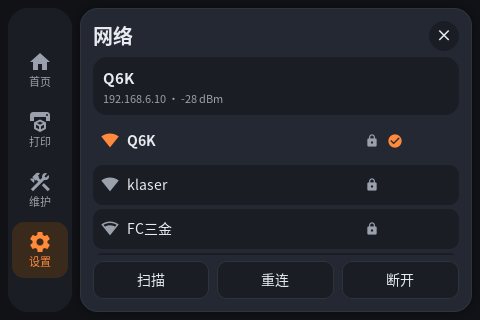 网络
首页
打印
维护
设置
Q6K
192.168.6.10 • -28 dBm
Q6K
klaser
FC三金
扫描
重连
断开